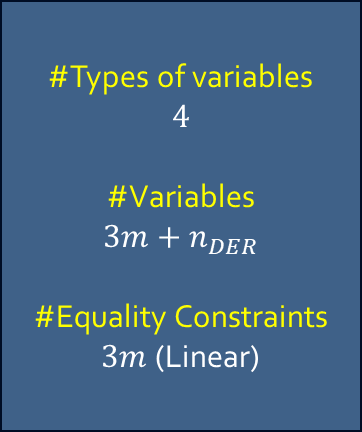 #Types of variables
4
#Variables
3m + n_DER
#Equality Constraints
3m (Linear)